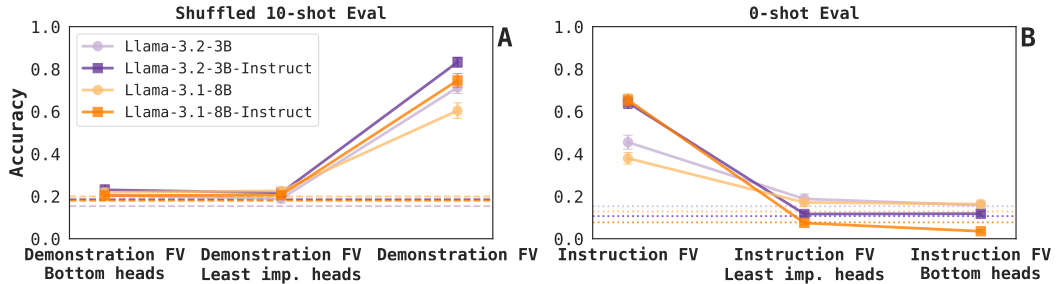 Shuffled 10-shot Eval
A
Accuracy
1.0
0.8
0.6
0.4
0.2
0.0
Llama-3.2-3B
Llama-3.2-3B-Instruct
Llama-3.1-8B
Llama-3.1-8B-Instruct
Demonstration FV
Bottom heads
Demonstration FV
Least imp. heads
Demonstration FV
0-shot Eval
B
1.0
0.8
0.6
0.4
0.2
0.0
Instruction FV
Instruction FV
Least imp. heads
Instruction FV
Bottom heads